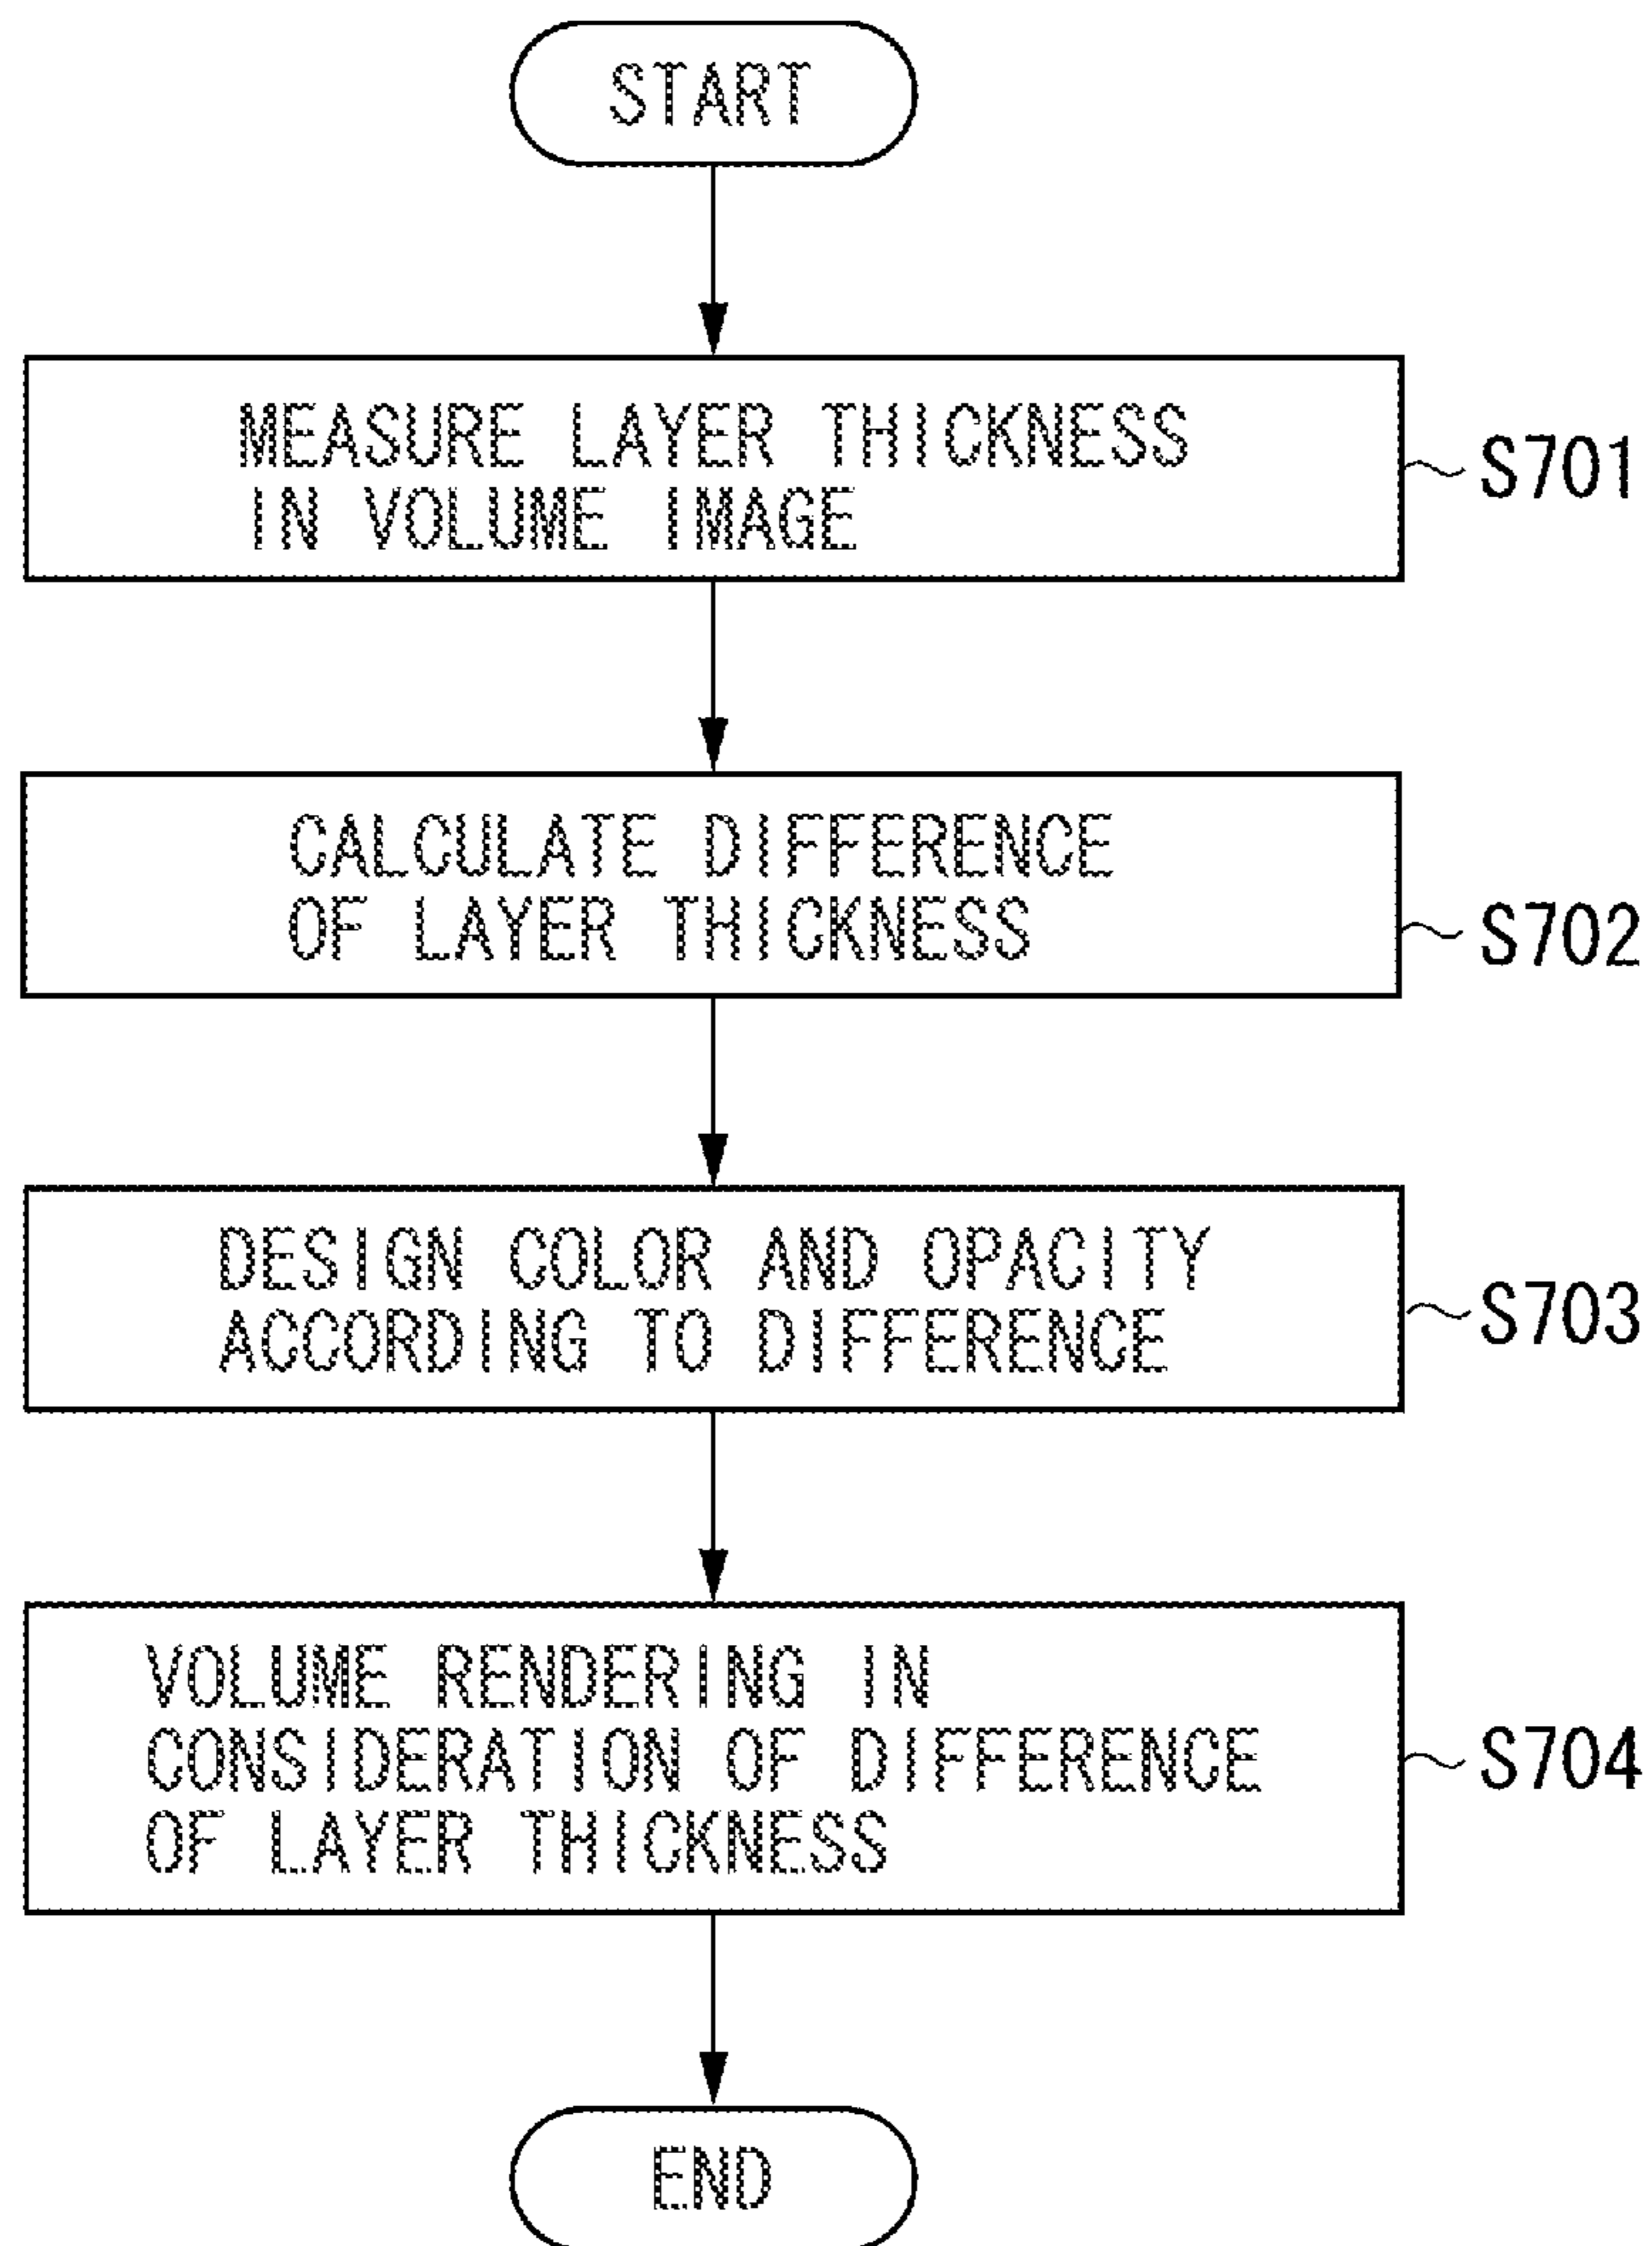 START
MEASURE LAYER THICKNESS
IN VOLUME IMAGE
S701
CALCULATE DIFFERENCE
OF LAYER THICKNESS
S702
DESIGN COLOR AND OPACITY
ACCORDING TO DIFFERENCE
S703
VOLUME RENDERING IN
CONSIDERATION OF DIFFERENCE
OF LAYER THICKNESS
S704
END